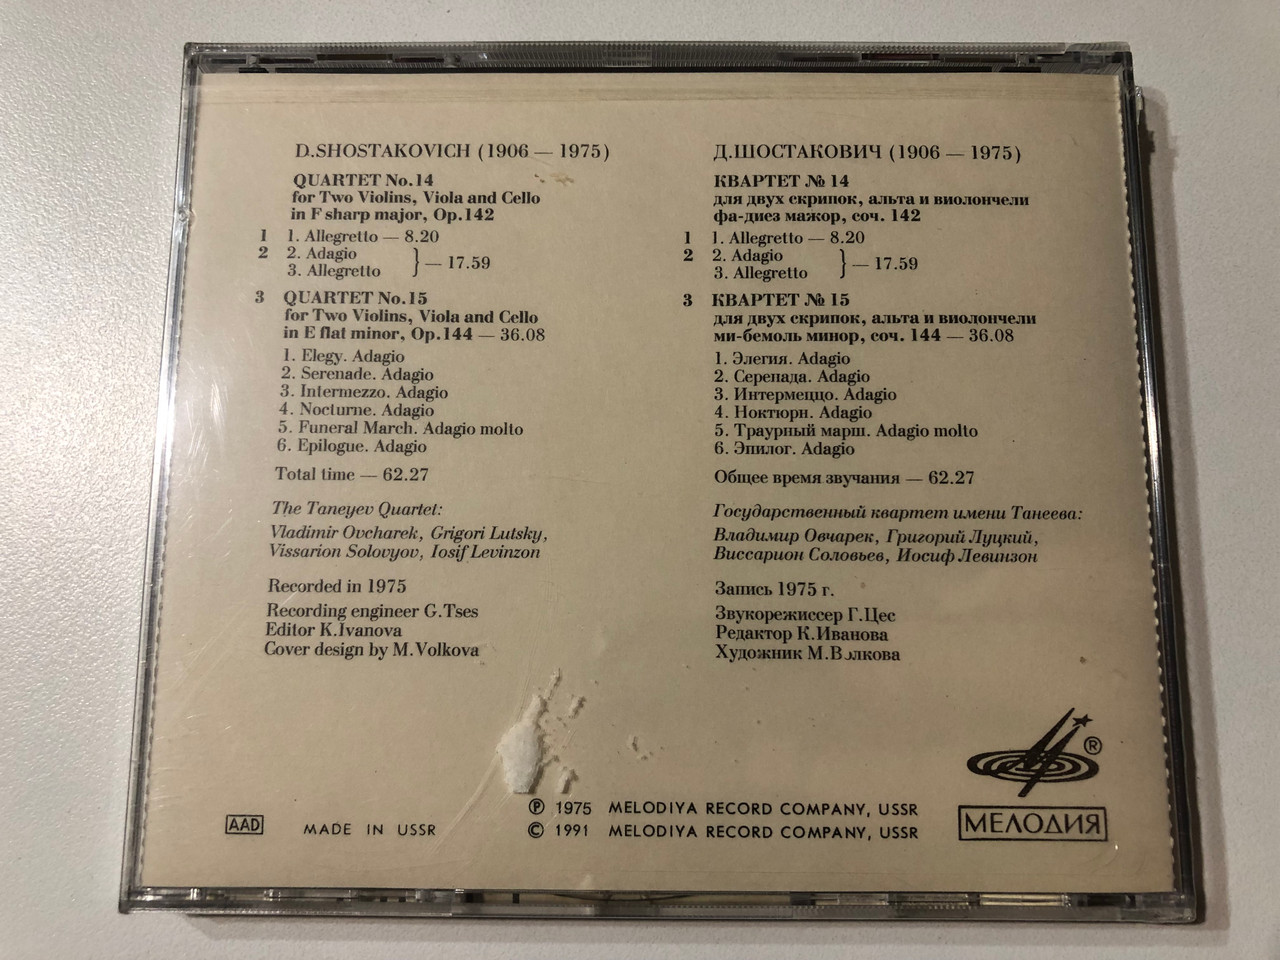 D.SHOSTAKOVICH (1906 — 1975)
QUARTET No.14
for Two Violins, Viola and Cello
in F sharp major, Op.142
1 1. Allegretto — 8.20
2 2. Adagio
3. Allegretto } — 17.59
3 QUARTET No.15
for Two Violins, Viola and Cello
in E flat minor, Op.144 — 36.08
1. Elegy. Adagio
2. Serenade. Adagio
3. Intermezzo. Adagio
4. Nocturne. Adagio
5. Funeral March. Adagio molto
6. Epilogue. Adagio
Total time — 62.27
The Taneyev Quartet:
Vladimir Ovcharek, Grigori Lutsky,
Vissarion Solovyov, Iosif Levinzon
Recorded in 1975
Recording engineer G.Tses
Editor K.Ivanova
Cover design by M.Volkova
Д.ШОСТАКОВИЧ (1906 — 1975)
КВАРТЕТ № 14
для двух скрипок, альта и виолончели
фа-диез мажор, соч. 142
1 1. Allegretto — 8.20
2 2. Adagio
3. Allegretto } — 17.59
3 КВАРТЕТ № 15
для двух скрипок, альта и виолончели
ми-бемоль минор, соч. 144 — 36.08
1. Элегия. Adagio
2. Серенада. Adagio
3. Интермеццо. Adagio
4. Ноктюрн. Adagio
5. Траурный марш. Adagio molto
6. Эпилог. Adagio
Общее время звучания — 62.27
Государственный квартет имени Танеева:
Владимир Овчарек, Григорий Луцкий,
Виссарион Соловьев, Иосиф Левинзон
Запись 1975 г.
Звукорежиссер Г.Цес
Редактор К.Иванова
Художник М.Волкова
AAD
MADE IN USSR
℗ 1975 MELODIYA RECORD COMPANY, USSR
© 1991 MELODIYA RECORD COMPANY, USSR
®
МЕЛОДИЯ